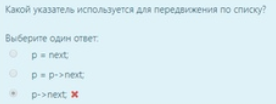 Какой указатель используется для передвижения по списку?
Выберите один ответ:
p = next;
p = p->next;
p->next; ✖